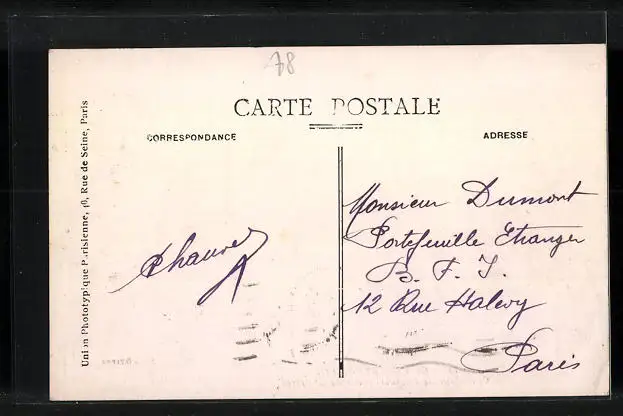 78
CARTE POSTALE
CORRESPONDANCE
ADRESSE
Union Phototypique Parisienne, Rue de Seine, Paris
Monsieur Dumont
Portefeuille Etranger
B. F. J.
12 Rue Halevy
Paris